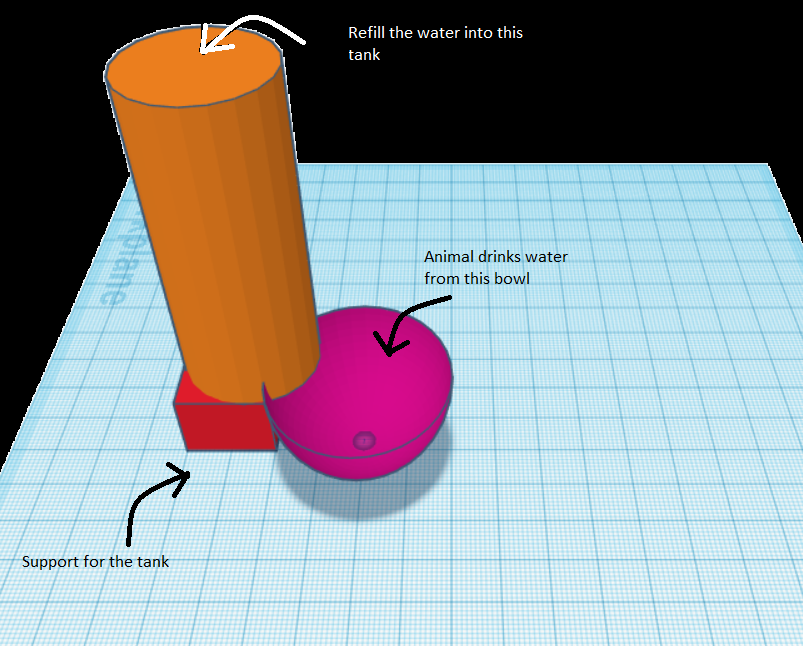 Refill the water into this
tank
Animal drinks water
from this bowl
Support for the tank